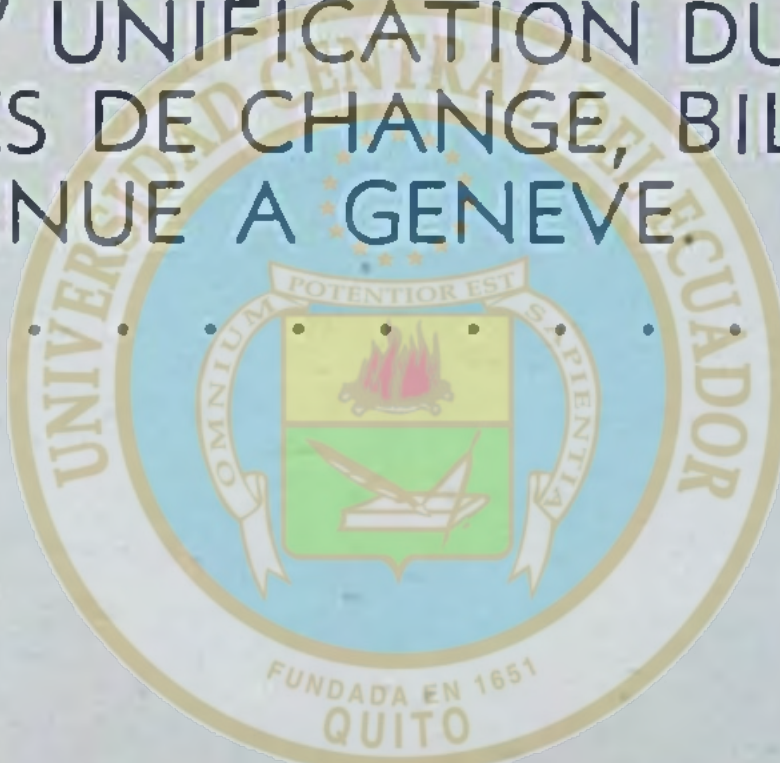 UNIFICATION DU
ES DE CHANGE, BIL
NUE A GENEVE.
. . . . . . . . .
UNIVERSIDAD CENTRAL DEL ECUADOR
OMNIUM POTENTIOR EST SAPIENTIA
FUNDADA EN 1651
QUITO